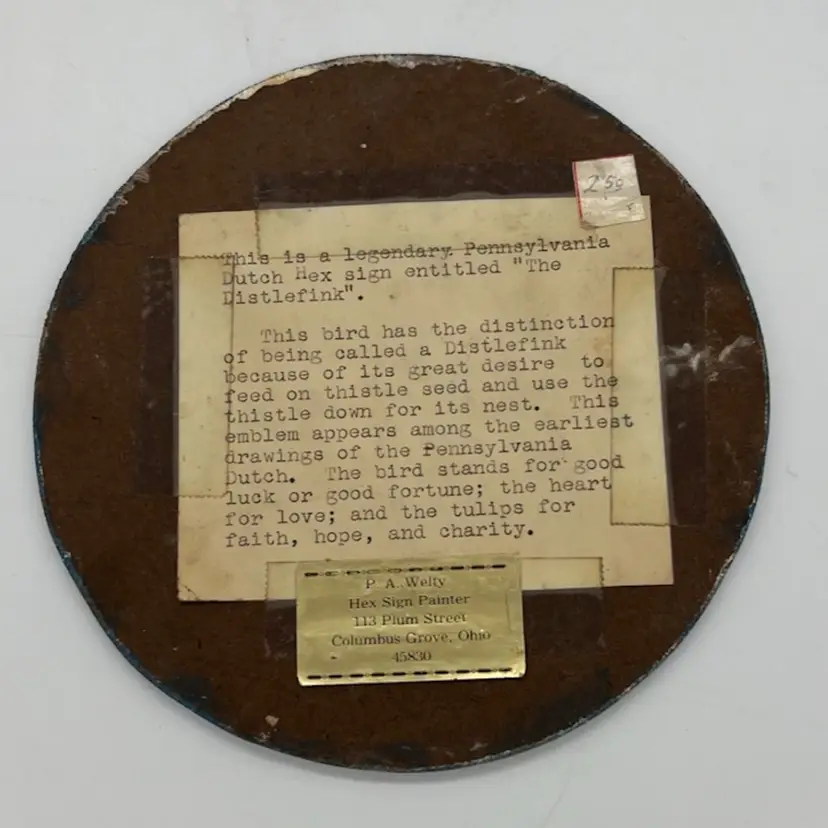 2 50
This is a legendary Pennsylvania
Dutch Hex sign entitled "The
Distlefink".
This bird has the distinction
of being called a Distlefink
because of its great desire to
feed on thistle seed and use the
thistle down for its nest. This
emblem appears among the earliest
drawings of the Pennsylvania
Dutch. The bird stands for good
luck or good fortune; the heart
for love; and the tulips for
faith, hope, and charity.
P. A. Welty
Hex Sign Painter
113 Plum Street
Columbus Grove, Ohio
45830